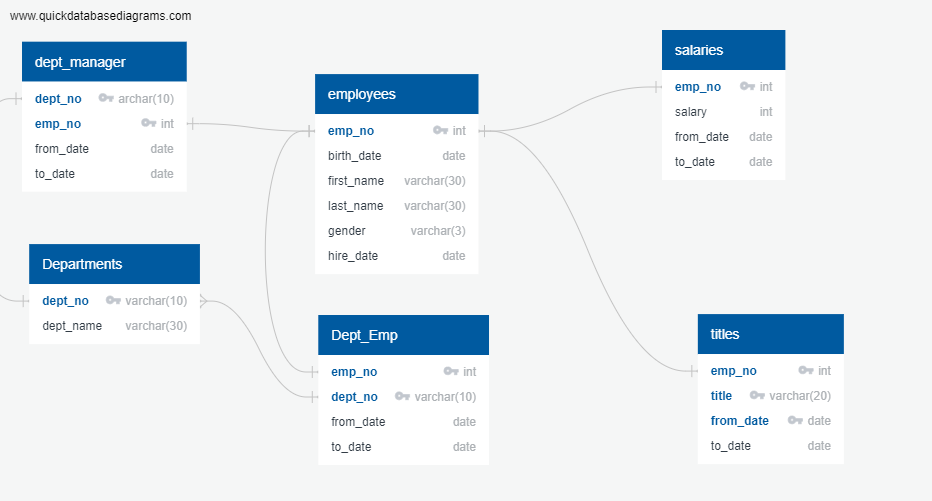 www.quickdatabasediagrams.com
dept_manager
dept_no archar(10)
emp_no int
from_date date
to_date date
employees
emp_no int
birth_date date
first_name varchar(30)
last_name varchar(30)
gender varchar(3)
hire_date date
salaries
emp_no int
salary int
from_date date
to_date date
Departments
dept_no varchar(10)
dept_name varchar(30)
Dept_Emp
emp_no int
dept_no varchar(10)
from_date date
to_date date
titles
emp_no int
title varchar(20)
from_date date
to_date date